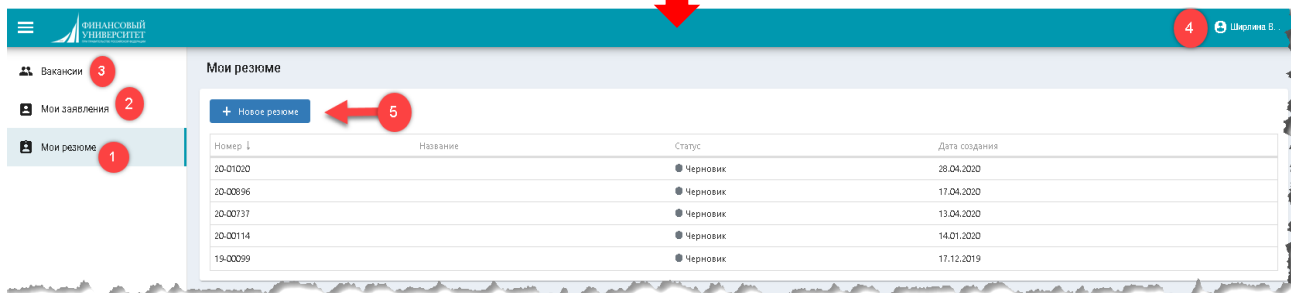 ФИНАНСОВЫЙ
УНИВЕРСИТЕТ
4
Ширлина В...
Вакансии 3
Мои заявления 2
Мои резюме 1
Мои резюме
+ Новое резюме 5
Номер ↓ Название Статус Дата создания
20-01020 Черновик 28.04.2020
20-00896 Черновик 17.04.2020
20-00737 Черновик 13.04.2020
20-00114 Черновик 14.01.2020
19-00099 Черновик 17.12.2019